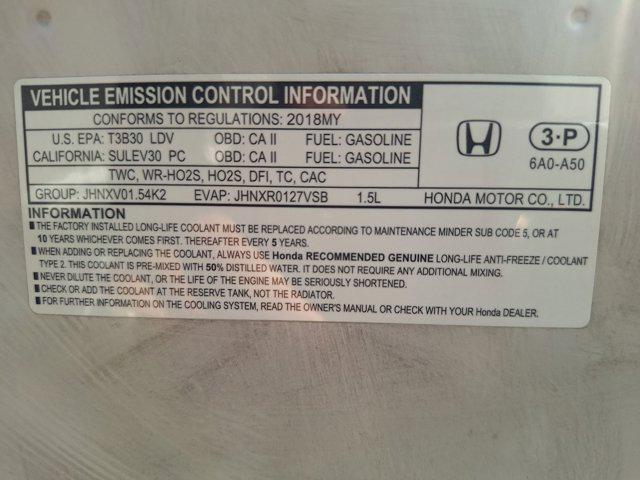 VEHICLE EMISSION CONTROL INFORMATION
CONFORMS TO REGULATIONS: 2018MY
U.S. EPA: T3B30 LDV OBD: CA II FUEL: GASOLINE
CALIFORNIA: SULEV30 PC OBD: CA II FUEL: GASOLINE
TWC, WR-HO2S, HO2S, DFI, TC, CAC
3-P
6A0-A50
GROUP: JHNXV01.54K2 EVAP: JHNXR0127VSB 1.5L HONDA MOTOR CO., LTD.
INFORMATION
■ THE FACTORY INSTALLED LONG-LIFE COOLANT MUST BE REPLACED ACCORDING TO MAINTENANCE MINDER SUB CODE 5, OR AT
10 YEARS WHICHEVER COMES FIRST. THEREAFTER EVERY 5 YEARS.
■ WHEN ADDING OR REPLACING THE COOLANT, ALWAYS USE Honda RECOMMENDED GENUINE LONG-LIFE ANTI-FREEZE / COOLANT
TYPE 2. THIS COOLANT IS PRE-MIXED WITH 50% DISTILLED WATER. IT DOES NOT REQUIRE ANY ADDITIONAL MIXING.
■ NEVER DILUTE THE COOLANT, OR THE LIFE OF THE ENGINE MAY BE SERIOUSLY SHORTENED.
■ CHECK OR ADD THE COOLANT AT THE RESERVE TANK, NOT THE RADIATOR.
■ FOR FURTHER INFORMATION ON THE COOLING SYSTEM, READ THE OWNER'S MANUAL OR CHECK WITH YOUR Honda DEALER.